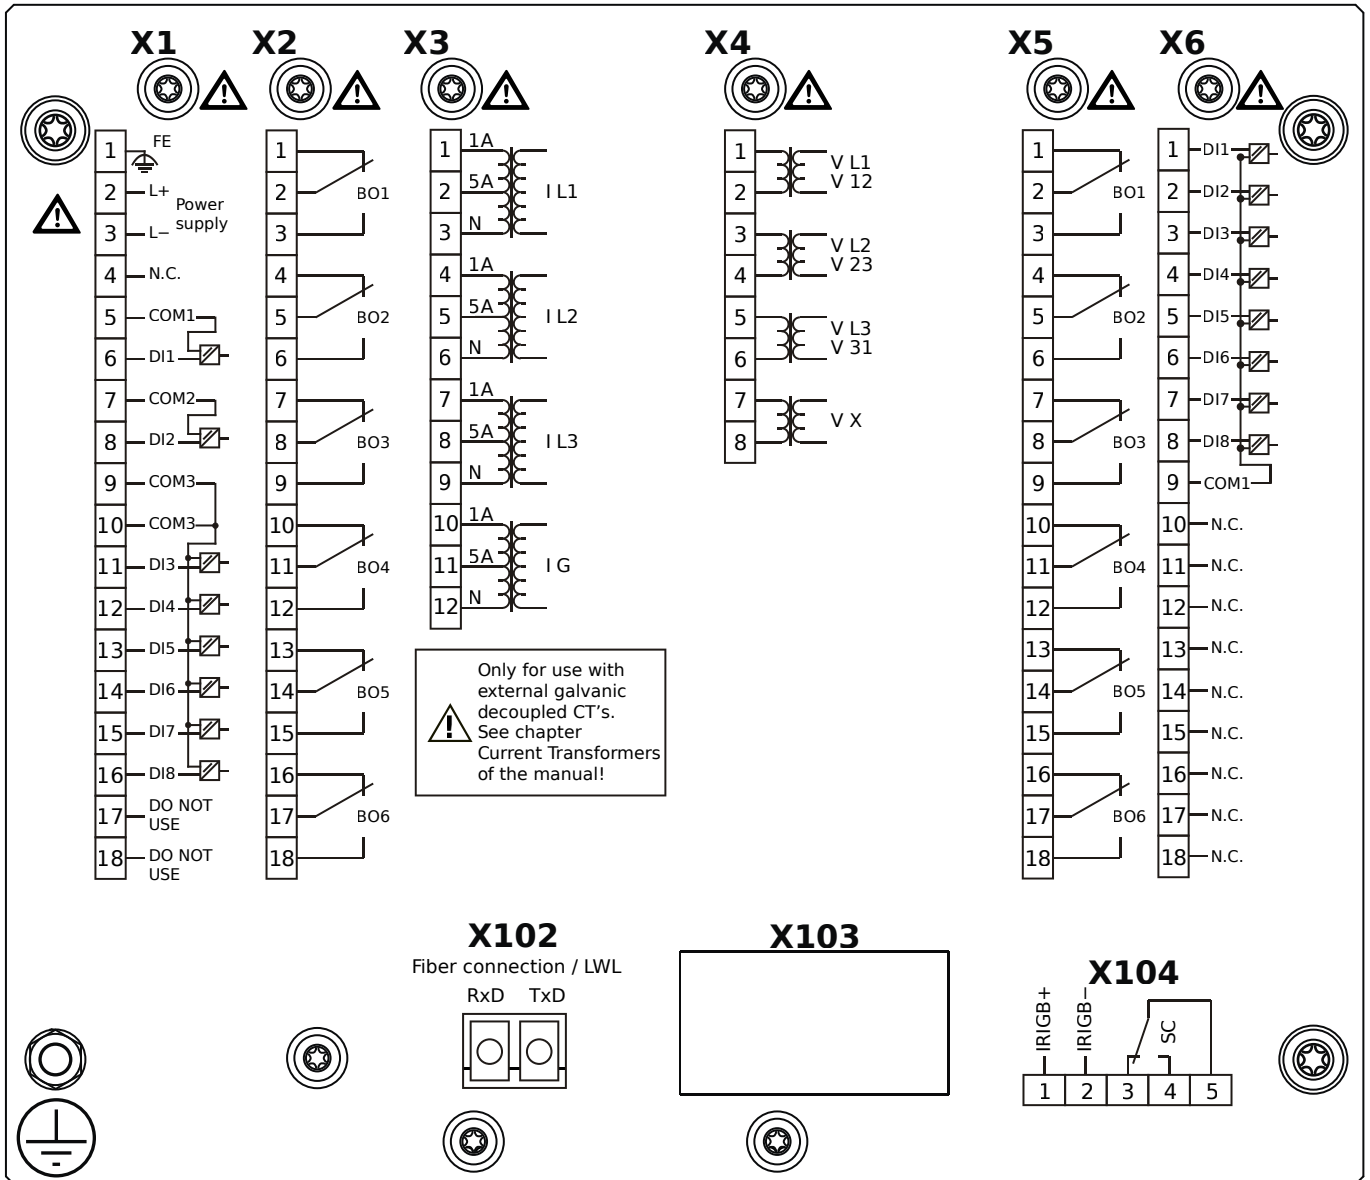 X1
X2
X3
X4
X5
X6
1 FE
2 L+
Power
supply
3 L−
4 N.C.
5 COM1
6 DI1
7 COM2
8 DI2
9 COM3
10 COM3
11 DI3
12 DI4
13 DI5
14 DI6
15 DI7
16 DI8
17 DO NOT
USE
18 DO NOT
USE
1
2 BO1
3
4
5 BO2
6
7
8 BO3
9
10
11 BO4
12
13
14 BO5
15
16
17 BO6
18
1 1A
2 5A I L1
3 N
4 1A
5 5A I L2
6 N
7 1A
8 5A I L3
9 N
10 1A
11 5A I G
12 N
Only for use with
external galvanic
decoupled CT's.
See chapter
Current Transformers
of the manual!
1
V L1
2
V 12
3
V L2
4
V 23
5
V L3
6
V 31
7
V X
8
1
2 BO1
3
4
5 BO2
6
7
8 BO3
9
10
11 BO4
12
13
14 BO5
15
16
17 BO6
18
1 DI1
2 DI2
3 DI3
4 DI4
5 DI5
6 DI6
7 DI7
8 DI8
9 COM1
10 N.C.
11 N.C.
12 N.C.
13 N.C.
14 N.C.
15 N.C.
16 N.C.
17 N.C.
18 N.C.
X102
Fiber connection / LWL
RxD TxD
X103
X104
IRIGB+
IRIGB−
SC
1 2 3 4 5